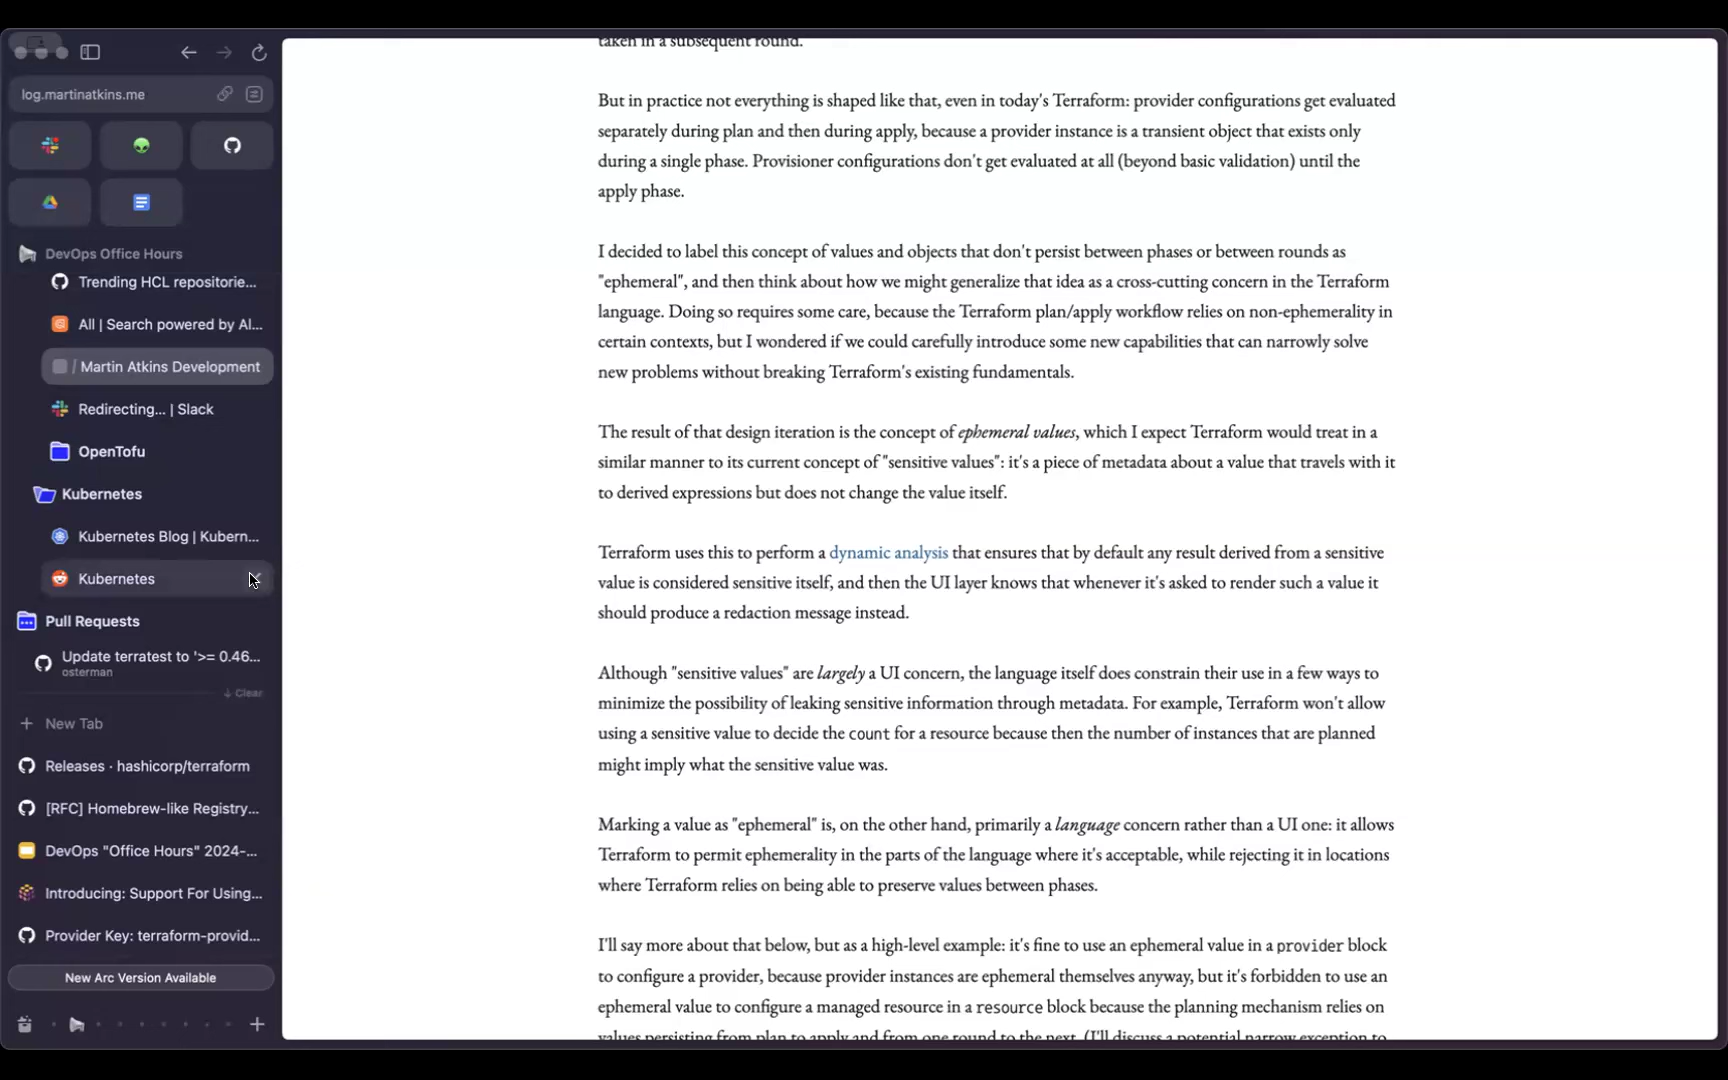 log.martinatkins.me
DevOps Office Hours
Trending HCL repositorie...
All | Search powered by Al...
/ Martin Atkins Development
Redirecting... | Slack
OpenTofu
Kubernetes
Kubernetes Blog | Kubern...
Kubernetes
Pull Requests
Update terratest to '>= 0.46...
osterman
↓ Clear
+ New Tab
Releases · hashicorp/terraform
[RFC] Homebrew-like Registry...
DevOps "Office Hours" 2024-...
Introducing: Support For Using...
Provider Key: terraform-provid...
New Arc Version Available
taken in a subsequent round.
But in practice not everything is shaped like that, even in today's Terraform: provider configurations get evaluated
separately during plan and then during apply, because a provider instance is a transient object that exists only
during a single phase. Provisioner configurations don't get evaluated at all (beyond basic validation) until the
apply phase.
I decided to label this concept of values and objects that don't persist between phases or between rounds as
"ephemeral", and then think about how we might generalize that idea as a cross-cutting concern in the Terraform
language. Doing so requires some care, because the Terraform plan/apply workflow relies on non-ephemerality in
certain contexts, but I wondered if we could carefully introduce some new capabilities that can narrowly solve
new problems without breaking Terraform's existing fundamentals.
The result of that design iteration is the concept of ephemeral values, which I expect Terraform would treat in a
similar manner to its current concept of "sensitive values": it's a piece of metadata about a value that travels with it
to derived expressions but does not change the value itself.
Terraform uses this to perform a dynamic analysis that ensures that by default any result derived from a sensitive
value is considered sensitive itself, and then the UI layer knows that whenever it's asked to render such a value it
should produce a redaction message instead.
Although "sensitive values" are largely a UI concern, the language itself does constrain their use in a few ways to
minimize the possibility of leaking sensitive information through metadata. For example, Terraform won't allow
using a sensitive value to decide the count for a resource because then the number of instances that are planned
might imply what the sensitive value was.
Marking a value as "ephemeral" is, on the other hand, primarily a language concern rather than a UI one: it allows
Terraform to permit ephemerality in the parts of the language where it's acceptable, while rejecting it in locations
where Terraform relies on being able to preserve values between phases.
I'll say more about that below, but as a high-level example: it's fine to use an ephemeral value in a provider block
to configure a provider, because provider instances are ephemeral themselves anyway, but it's forbidden to use an
ephemeral value to configure a managed resource in a resource block because the planning mechanism relies on
values persisting from plan to apply and from one round to the next. (I'll discuss a potential narrow exception to